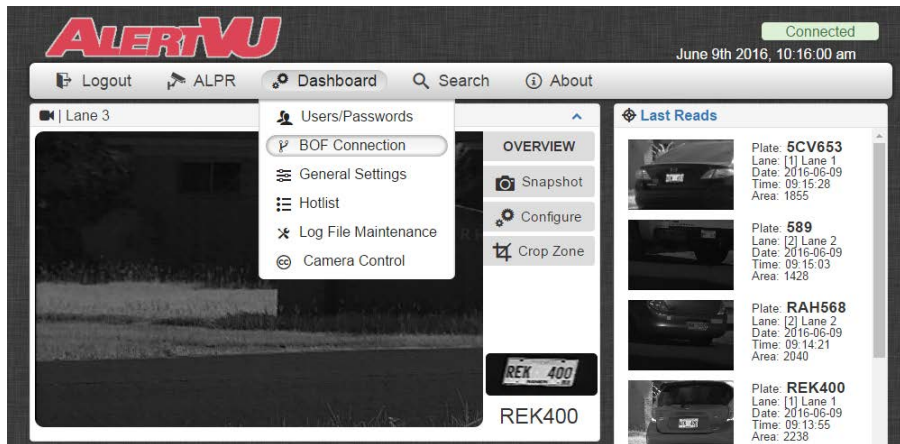 ALERTVU
Connected
June 9th 2016, 10:16:00 am
Logout
ALPR
Dashboard
Search
About
| Lane 3
Users/Passwords
BOF Connection
General Settings
Hotlist
Log File Maintenance
Camera Control
OVERVIEW
Snapshot
Configure
Crop Zone
REK 400
REK400
Last Reads
Plate: 5CV653
Lane: [1] Lane 1
Date: 2016-06-09
Time: 09:15:28
Area: 1855
Plate: 589
Lane: [2] Lane 2
Date: 2016-06-09
Time: 09:15:03
Area: 1428
Plate: RAH568
Lane: [2] Lane 2
Date: 2016-06-09
Time: 09:14:21
Area: 2040
Plate: REK400
Lane: [1] Lane 1
Date: 2016-06-09
Time: 09:13:55
Area: 2238